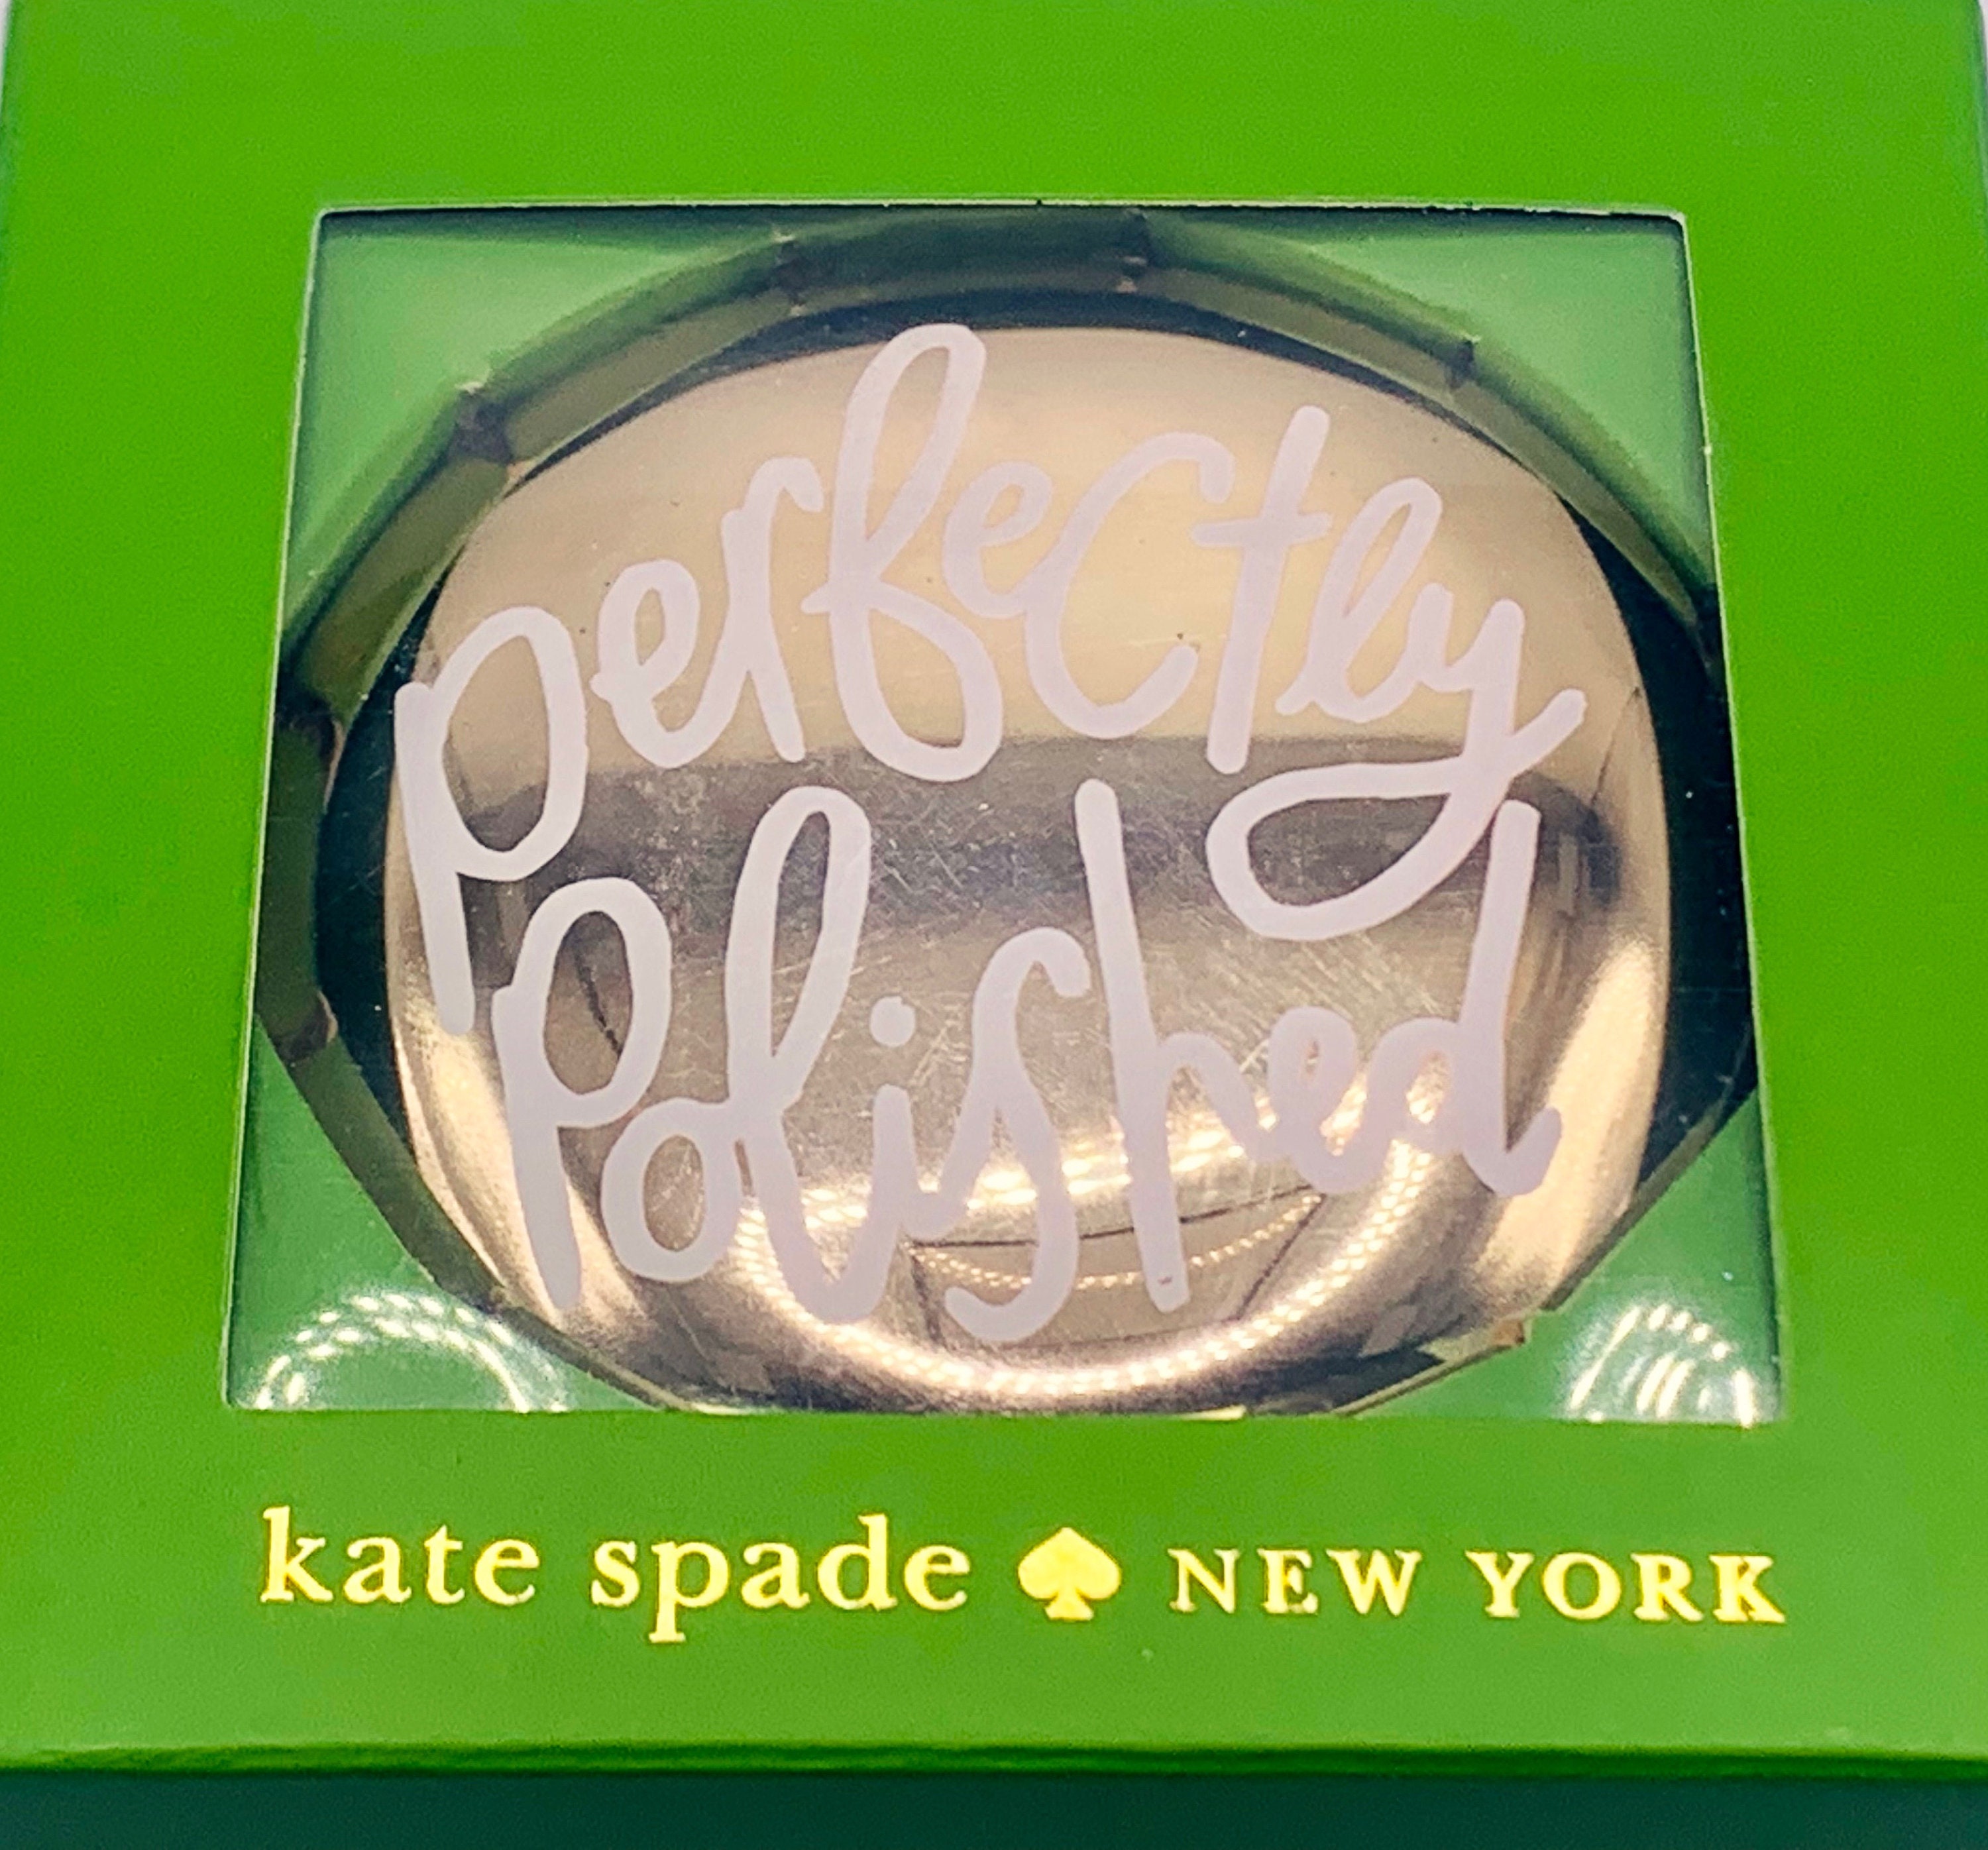 perfectly
Polished
kate spade NEW YORK